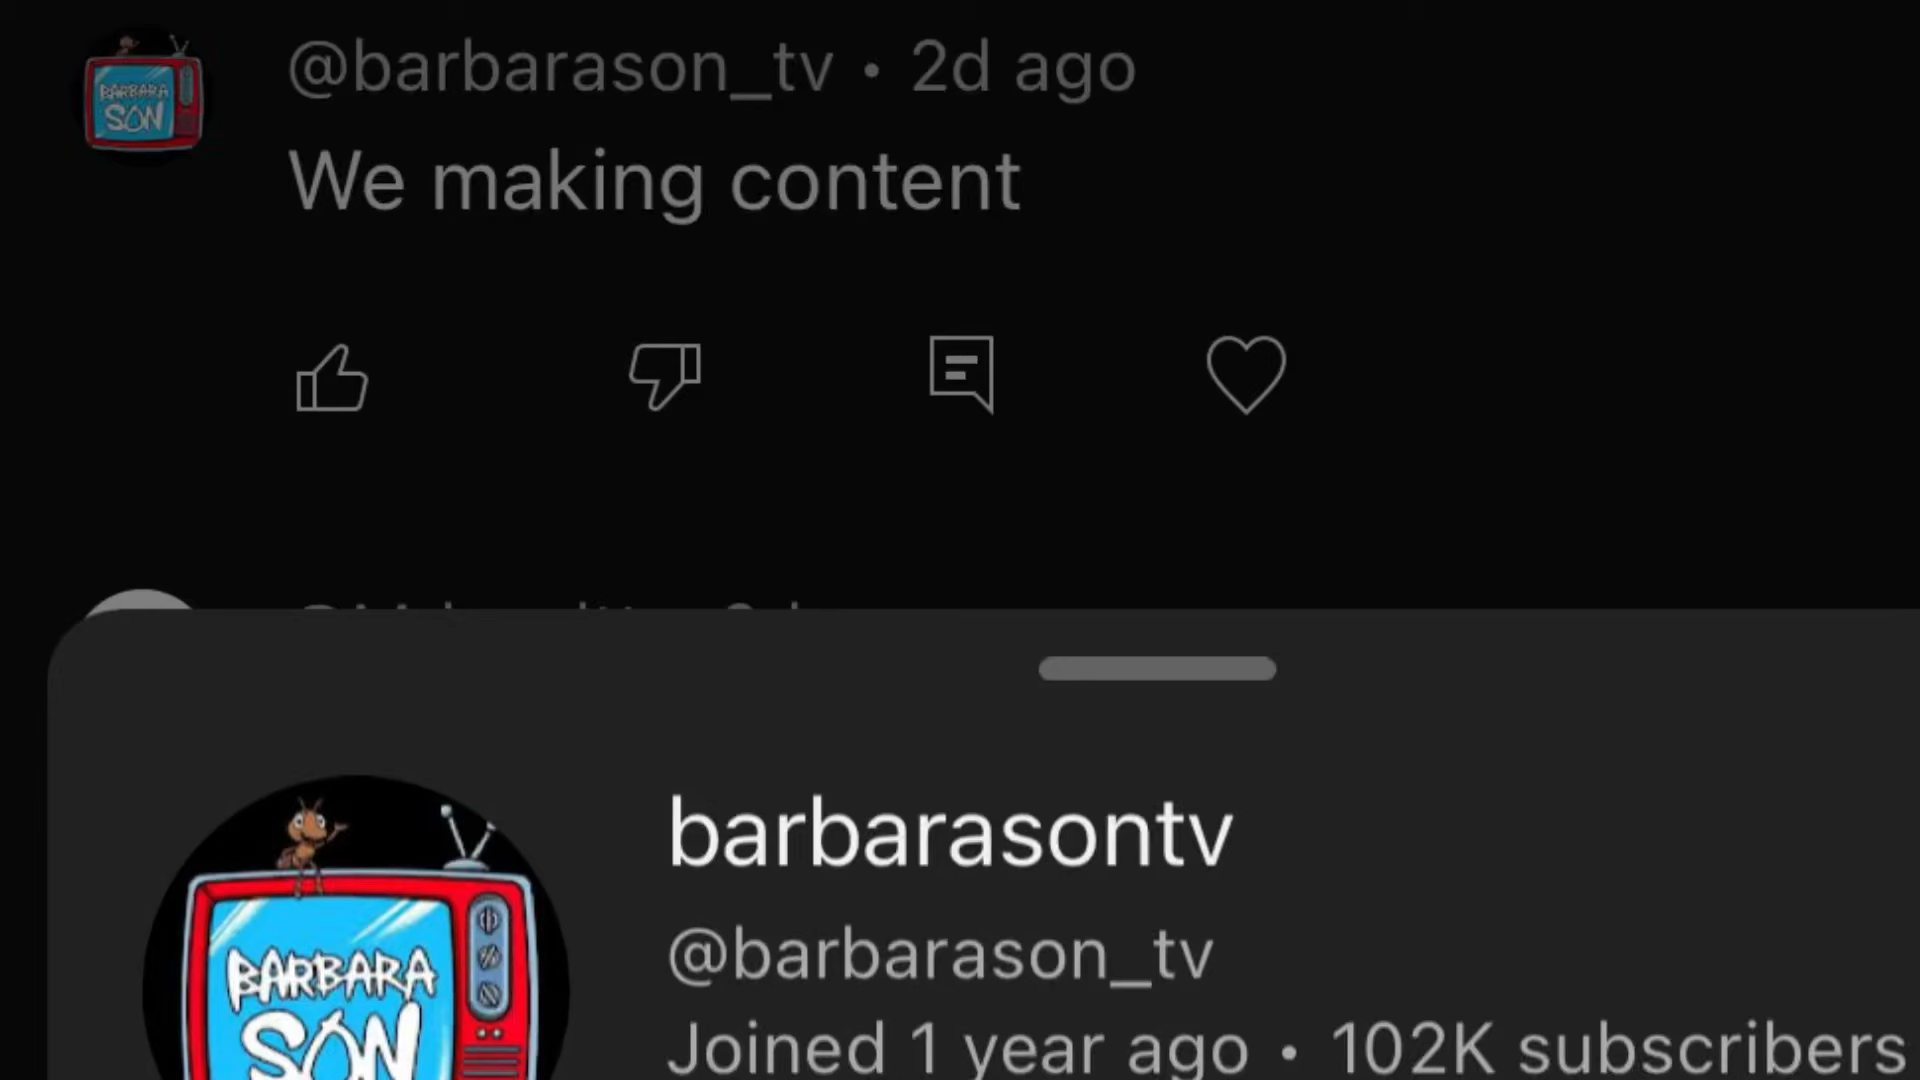 BARBARA
SON
@barbarason_tv • 2d ago
We making content
barbarasontv
@barbarason_tv
Joined 1 year ago • 102K subscribers
BARBARA
SON